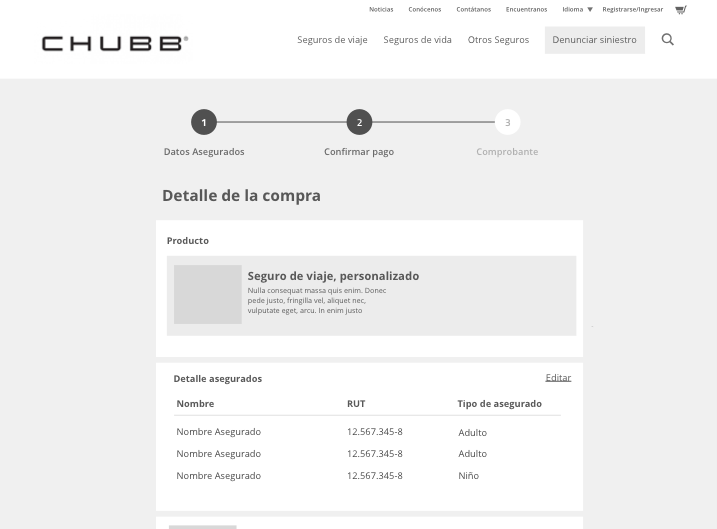 Noticias Conócenos Contátanos Encuentranos Idioma ▼ Registrarse/Ingresar
CHUBB®
Seguros de viaje Seguros de vida Otros Seguros Denunciar siniestro
1 2 3
Datos Asegurados Confirmar pago Comprobante
Detalle de la compra
Producto
Seguro de viaje, personalizado
Nulla consequat massa quis enim. Donec
pede justo, fringilla vel, aliquet nec,
vulputate eget, arcu. In enim justo
Detalle asegurados Editar
Nombre RUT Tipo de asegurado
Nombre Asegurado 12.567.345-8 Adulto
Nombre Asegurado 12.567.345-8 Adulto
Nombre Asegurado 12.567.345-8 Niño